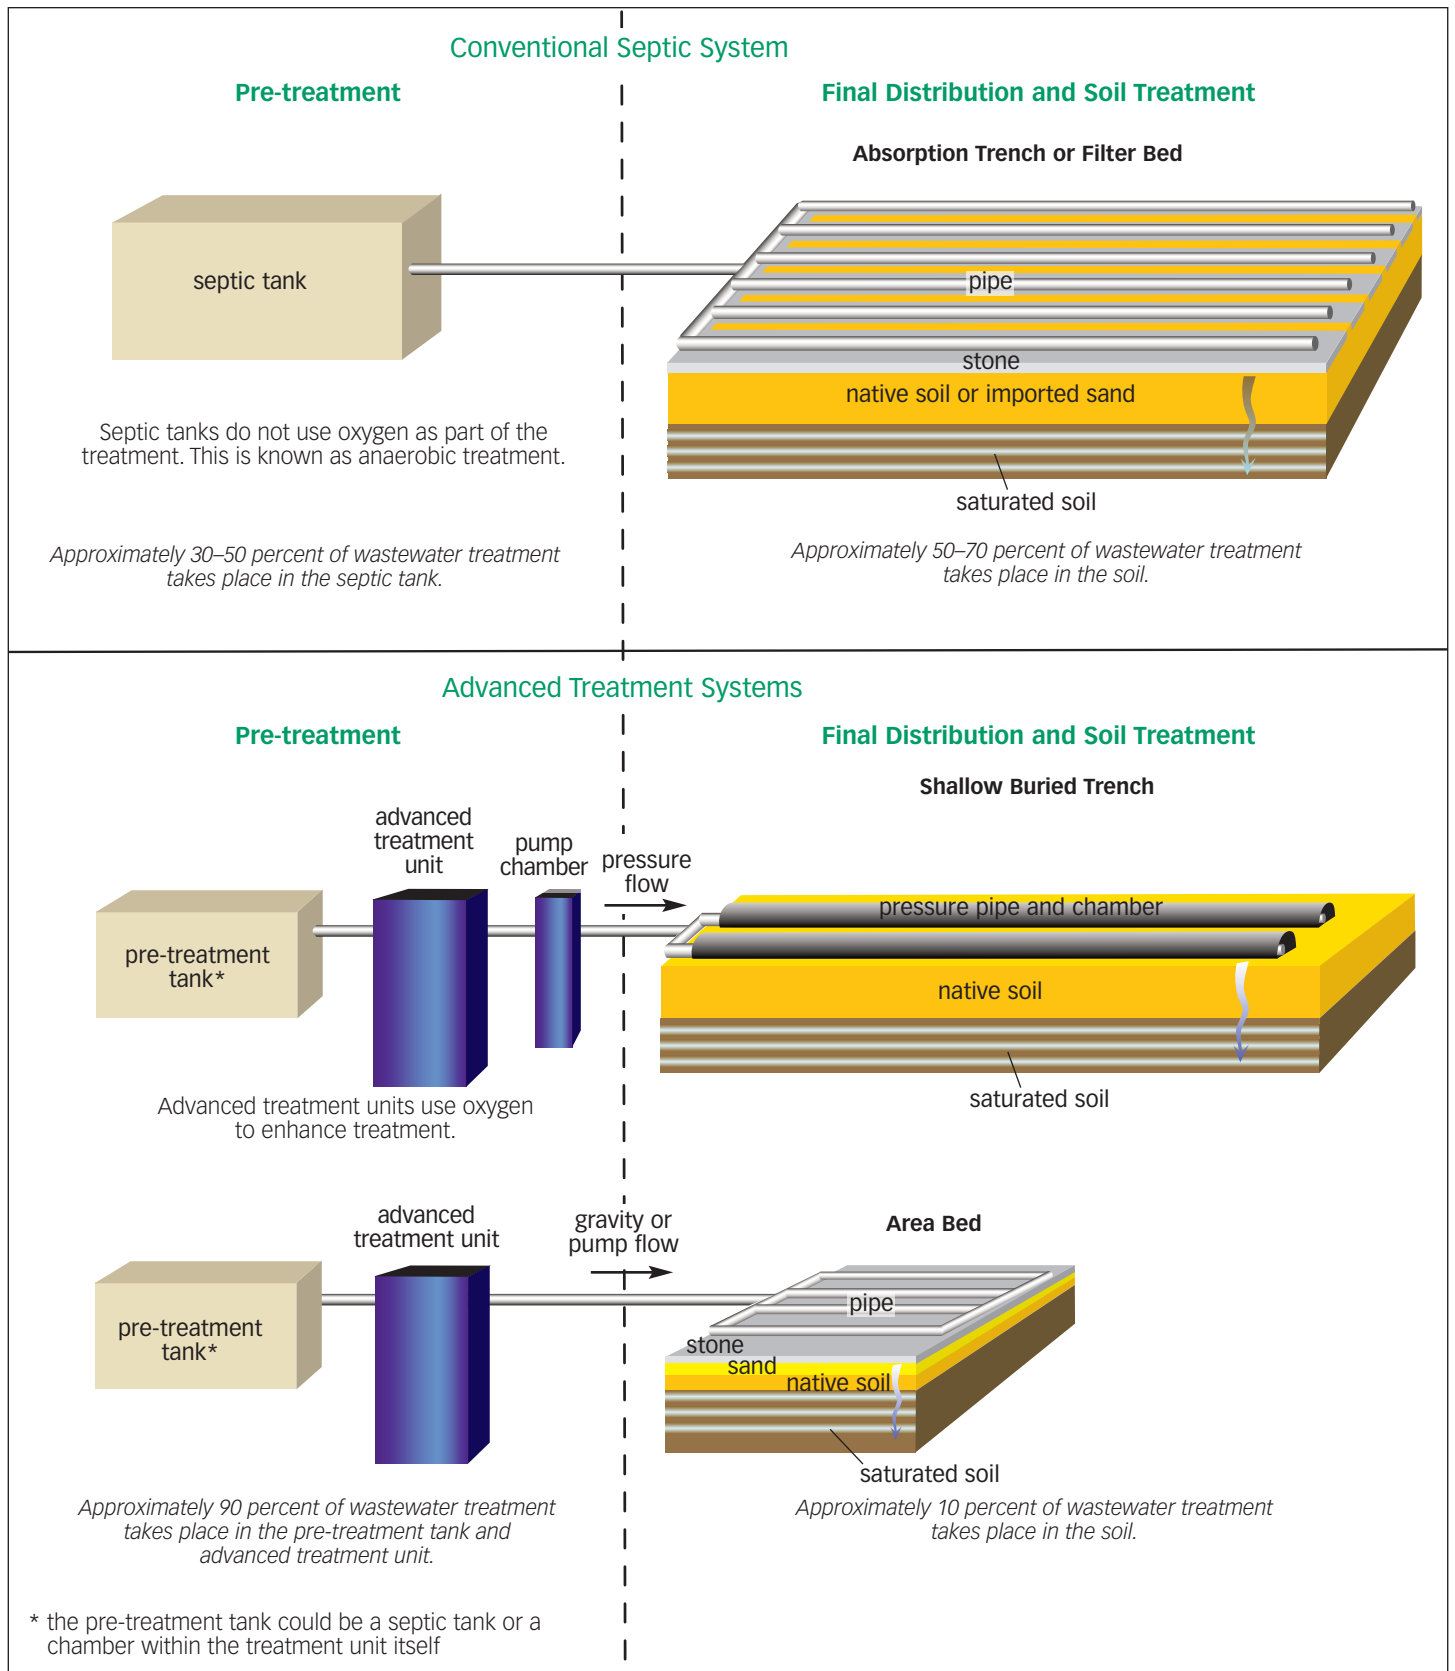 Conventional Septic System
Pre-treatment
Final Distribution and Soil Treatment
Absorption Trench or Filter Bed
septic tank
pipe
stone
native soil or imported sand
saturated soil
Septic tanks do not use oxygen as part of the
treatment. This is known as anaerobic treatment.
Approximately 30–50 percent of wastewater treatment
takes place in the septic tank.
Approximately 50–70 percent of wastewater treatment
takes place in the soil.
Advanced Treatment Systems
Pre-treatment
Final Distribution and Soil Treatment
Shallow Buried Trench
advanced
treatment
unit
pump
chamber
pressure
flow
pre-treatment
tank*
pressure pipe and chamber
native soil
saturated soil
Advanced treatment units use oxygen
to enhance treatment.
advanced
treatment unit
gravity or
pump flow
Area Bed
pre-treatment
tank*
pipe
stone
sand
native soil
saturated soil
Approximately 90 percent of wastewater treatment
takes place in the pre-treatment tank and
advanced treatment unit.
Approximately 10 percent of wastewater treatment
takes place in the soil.
* the pre-treatment tank could be a septic tank or a
chamber within the treatment unit itself